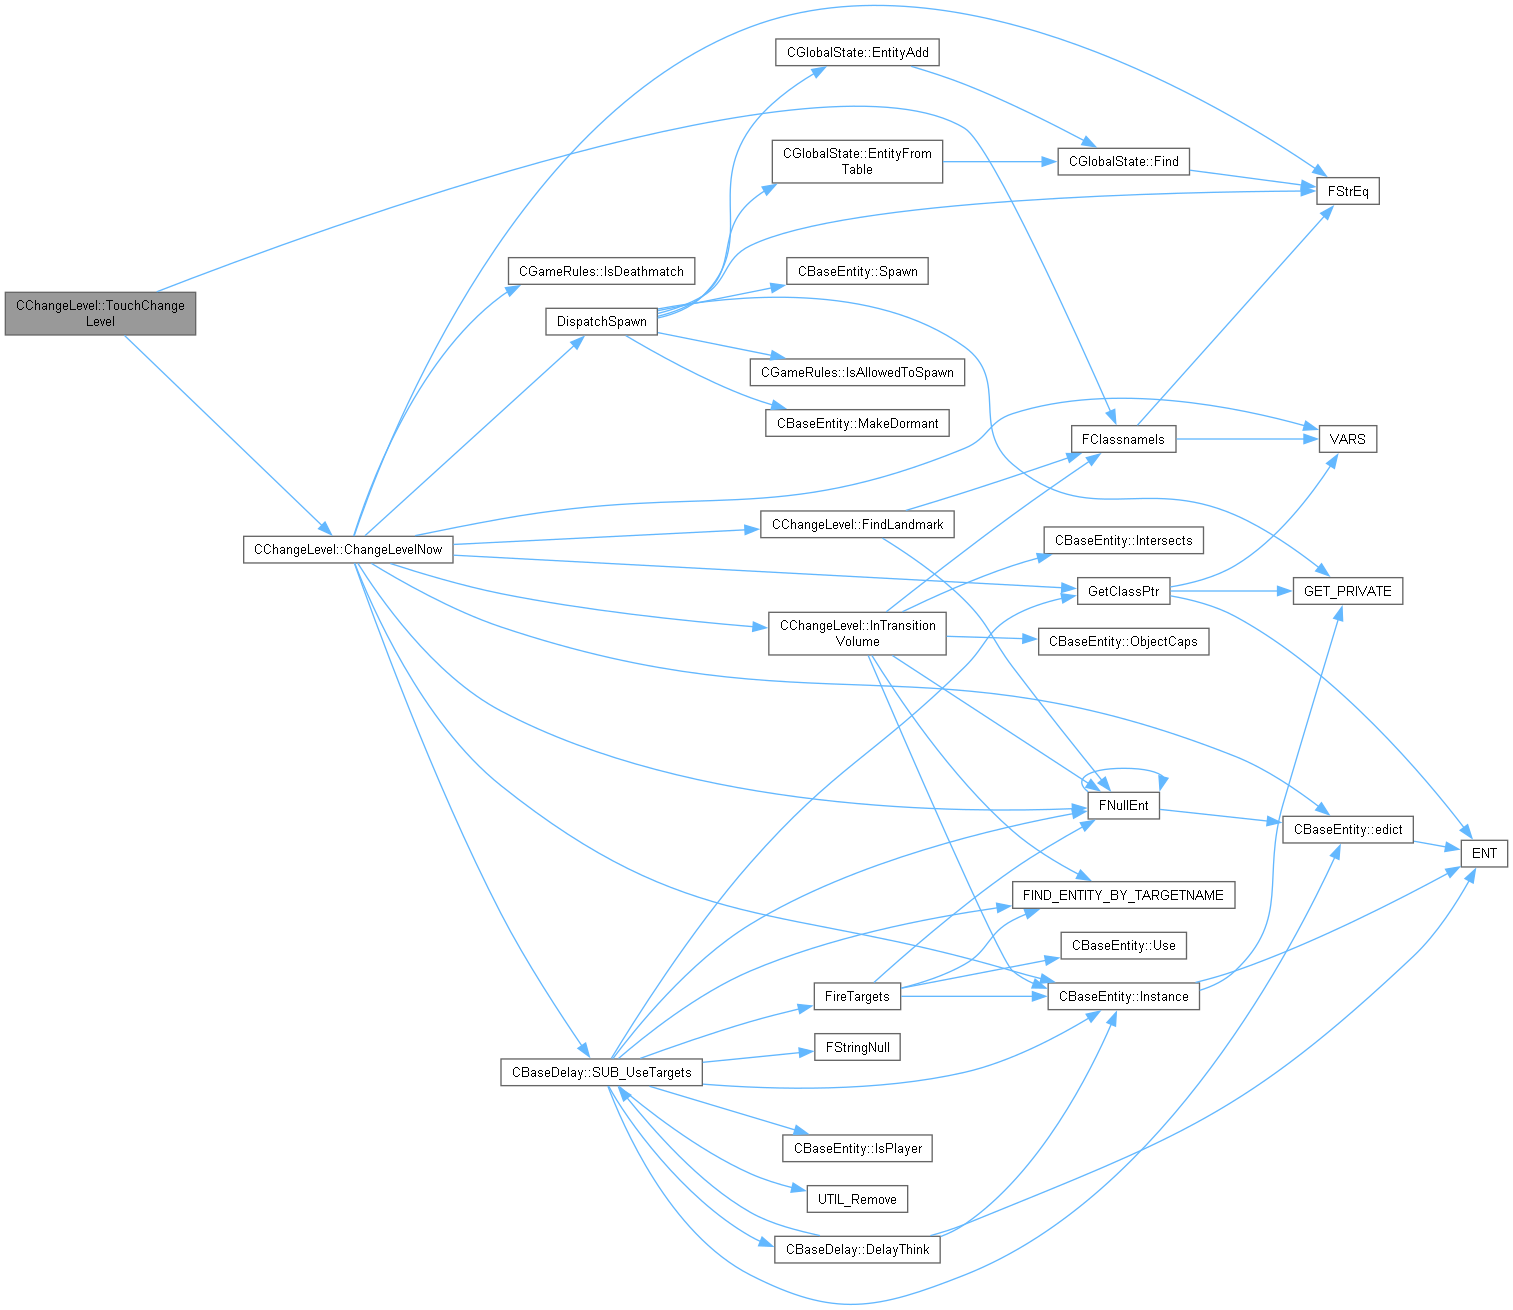 CGlobalState::EntityAdd
CGlobalState::EntityFrom
Table
CGlobalState::Find
FStrEq
CGameRules::IsDeathmatch
CBaseEntity::Spawn
CChangeLevel::TouchChange
Level
DispatchSpawn
CGameRules::IsAllowedToSpawn
CBaseEntity::MakeDormant
FClassnameIs
VARS
CChangeLevel::FindLandmark
CChangeLevel::ChangeLevelNow
CBaseEntity::Intersects
GetClassPtr
GET_PRIVATE
CChangeLevel::InTransition
Volume
CBaseEntity::ObjectCaps
FNullEnt
CBaseEntity::edict
ENT
FIND_ENTITY_BY_TARGETNAME
CBaseEntity::Use
FireTargets
CBaseEntity::Instance
FStringNull
CBaseDelay::SUB_UseTargets
CBaseEntity::IsPlayer
UTIL_Remove
CBaseDelay::DelayThink